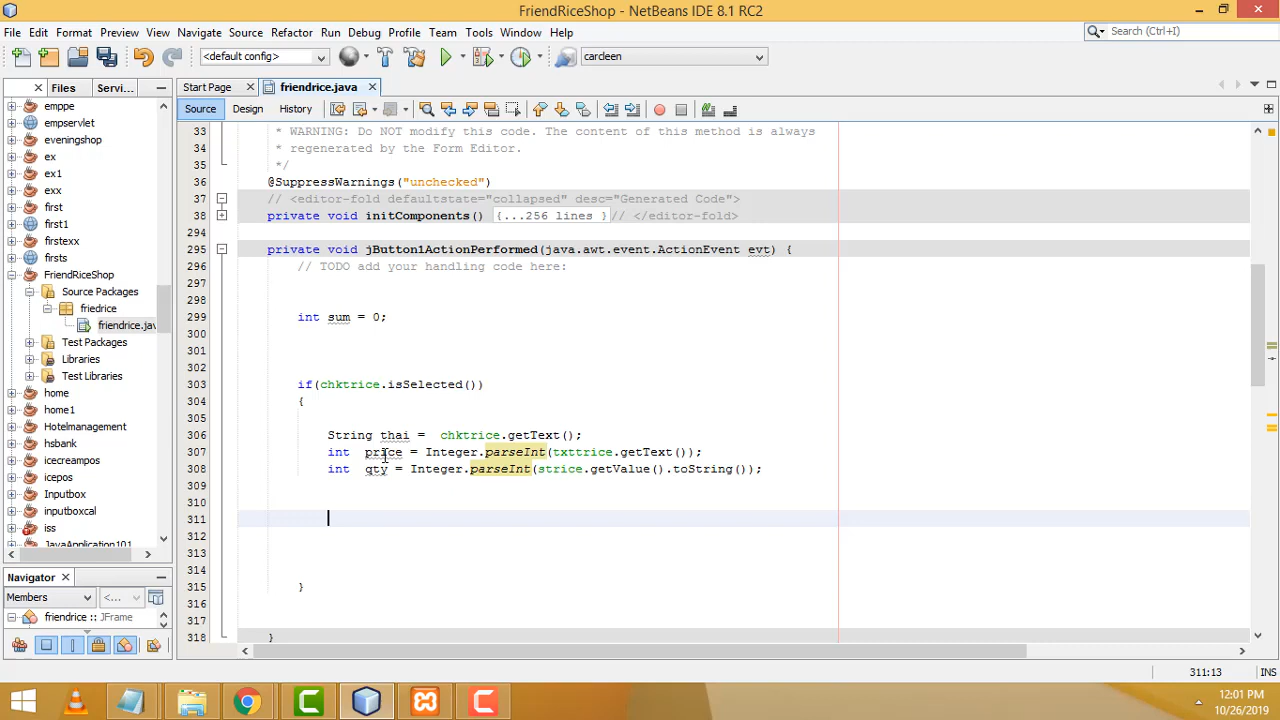 FriendRiceShop - NetBeans IDE 8.1 RC2
File Edit Format Preview View Navigate Source Refactor Run Debug Profile Team Tools Window Help
Search (Ctrl+I)
<default config>
cardeen
Files
Servi...
Start Page
friendrice.java
Source Design History
emppe
empservlet
eveningshop
ex
ex1
exx
first
first1
firstexx
firsts
FriendRiceShop
Source Packages
friedrice
friendrice.jav
Test Packages
Libraries
Test Libraries
home
home1
Hotelmanagement
hsbank
icecreampos
icepos
Inputbox
inputboxcal
iss
JavaApplication101
Navigator
Members
<...
friendrice :: JFrame
33 * WARNING: Do NOT modify this code. The content of this method is always
34 * regenerated by the Form Editor.
35 */
36 @SuppressWarnings("unchecked")
37 // <editor-fold defaultstate="collapsed" desc="Generated Code">
38 private void initComponents() {...256 lines }// </editor-fold>
294
295 private void jButton1ActionPerformed(java.awt.event.ActionEvent evt) {
296 // TODO add your handling code here:
297
298
299 int sum = 0;
300
301
302
303 if(chktrice.isSelected())
304 {
305
306 String thai =  chktrice.getText();
307 int  price = Integer.parseInt(txttrice.getText());
308 int  qty = Integer.parseInt(strice.getValue().toString());
309
310
311
312
313
314
315 }
316
317
318 }
311:13
INS
12:01 PM
10/26/2019